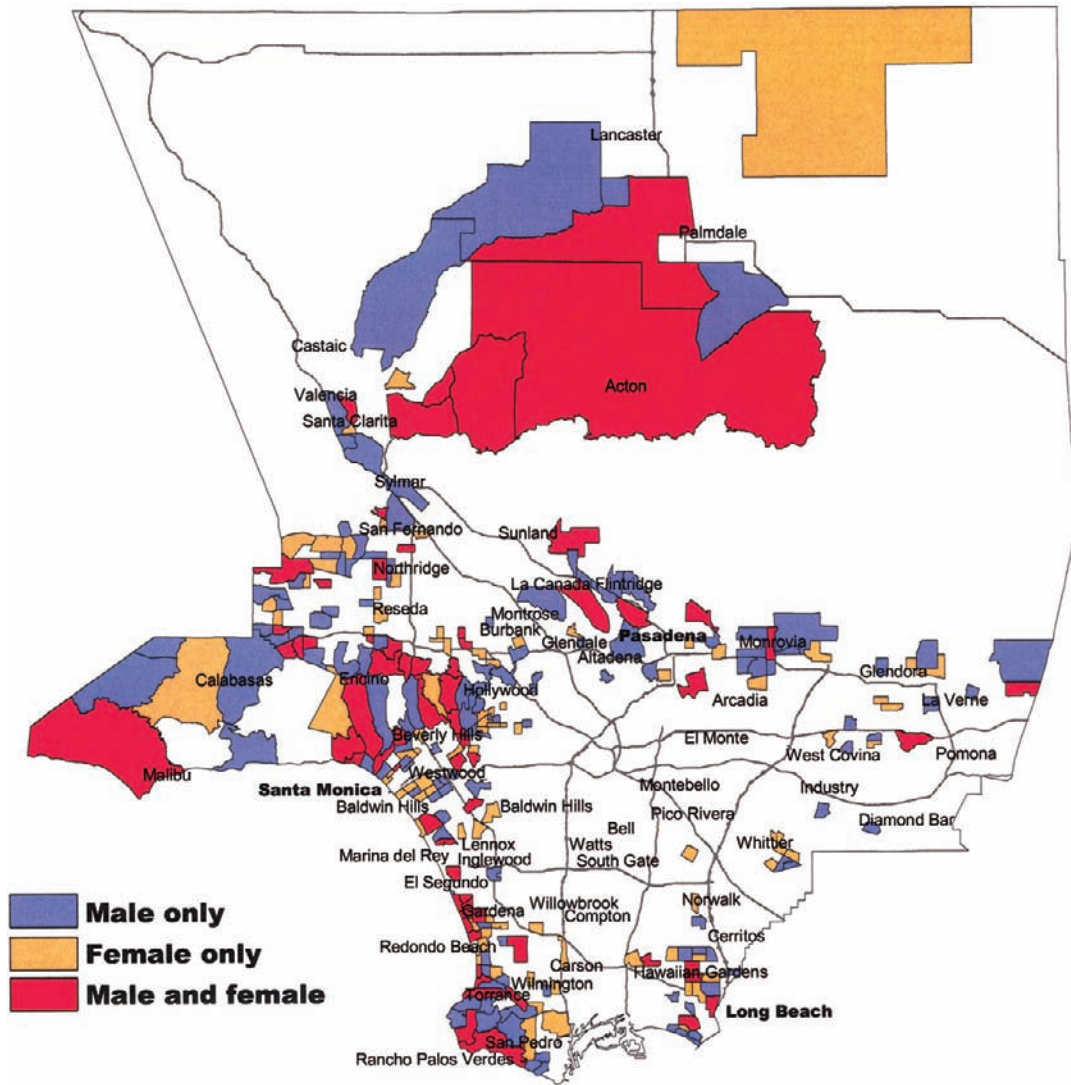 Lancaster
Palmdale
Castaic
Acton
Valencia
Santa Clarita
Sylmar
San Fernando
Sunland
Northridge
La Canada Flintridge
Reseda
Montrose
Burbank
Glendale
Pasadena
Altadena
Monrovia
Calabasas
Encino
Hollywood
Glendora
Arcadia
La Verne
Beverly Hills
El Monte
West Covina
Pomona
Malibu
Westwood
Santa Monica
Montebello
Industry
Baldwin Hills
Baldwin Hills
Pico Rivera
Diamond Bar
Bell
Marina del Rey
Lennox
Watts
Whittier
Inglewood
South Gate
El Segundo
Male only
Willowbrook
Norwalk
Gardena
Compton
Female only
Redondo Beach
Cerritos
Carson
Hawaiian Gardens
Male and female
Wilmington
Torrance
Long Beach
San Pedro
Rancho Palos Verdes